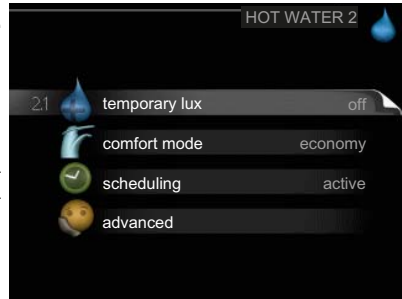 HOT WATER 2
2.1 temporary lux off
comfort mode economy
scheduling active
advanced